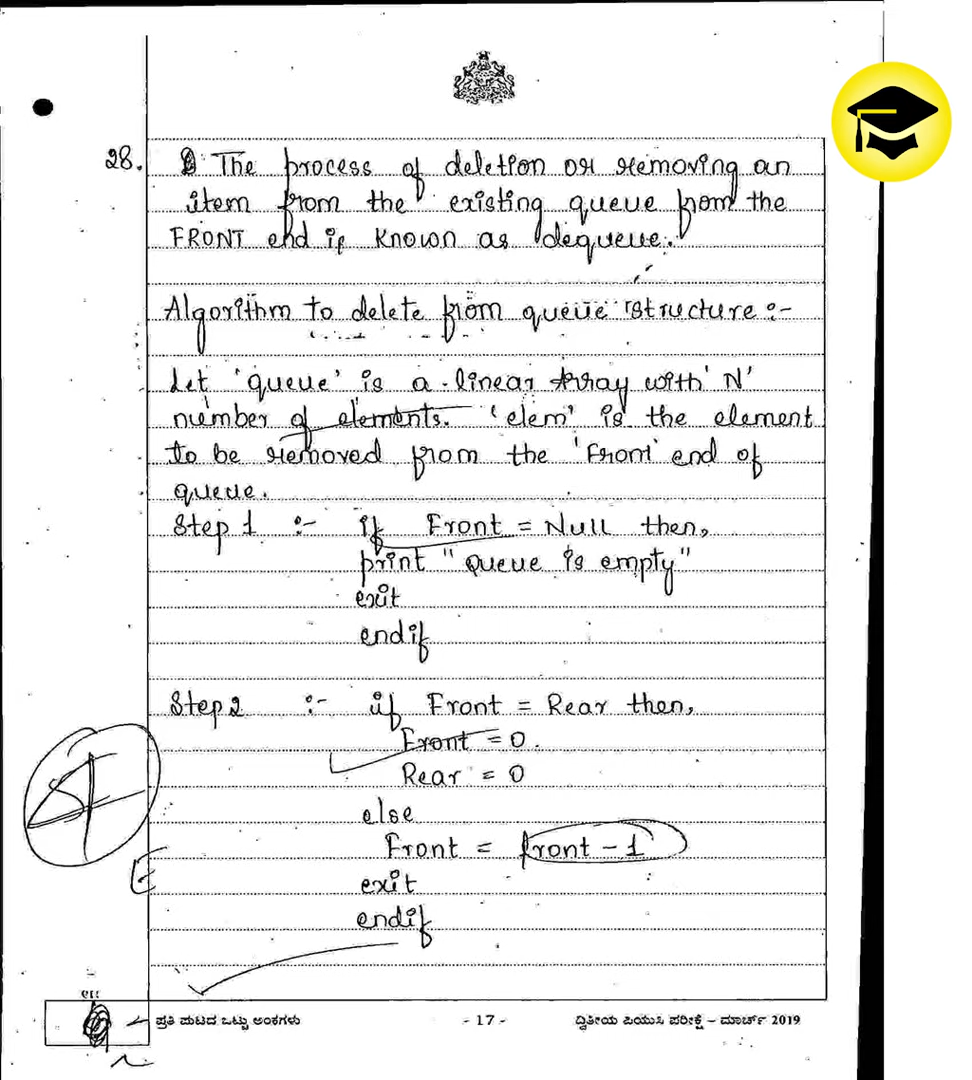 28. The process of deletion or removing an
item from the existing queue from the
FRONT end is known as dequeue.
Algorithm to delete from queue structure :-
Let 'queue' is a linear Array with 'N'
number of elements. 'elem' is the element
to be removed from the 'Front' end of
queue.
Step 1 :- if Front = Null then,
print "Queue is empty"
exit
endif
Step 2 :- if Front = Rear then,
Front = 0.
Rear = 0
else
Front = front - 1
exit
endif
ಪ್ರತಿ ಪುಟದ ಒಟ್ಟು ಅಂಕಗಳು - 17 - ದ್ವಿತೀಯ ಪಿಯುಸಿ ಪರೀಕ್ಷೆ – ಮಾರ್ಚ್ 2019